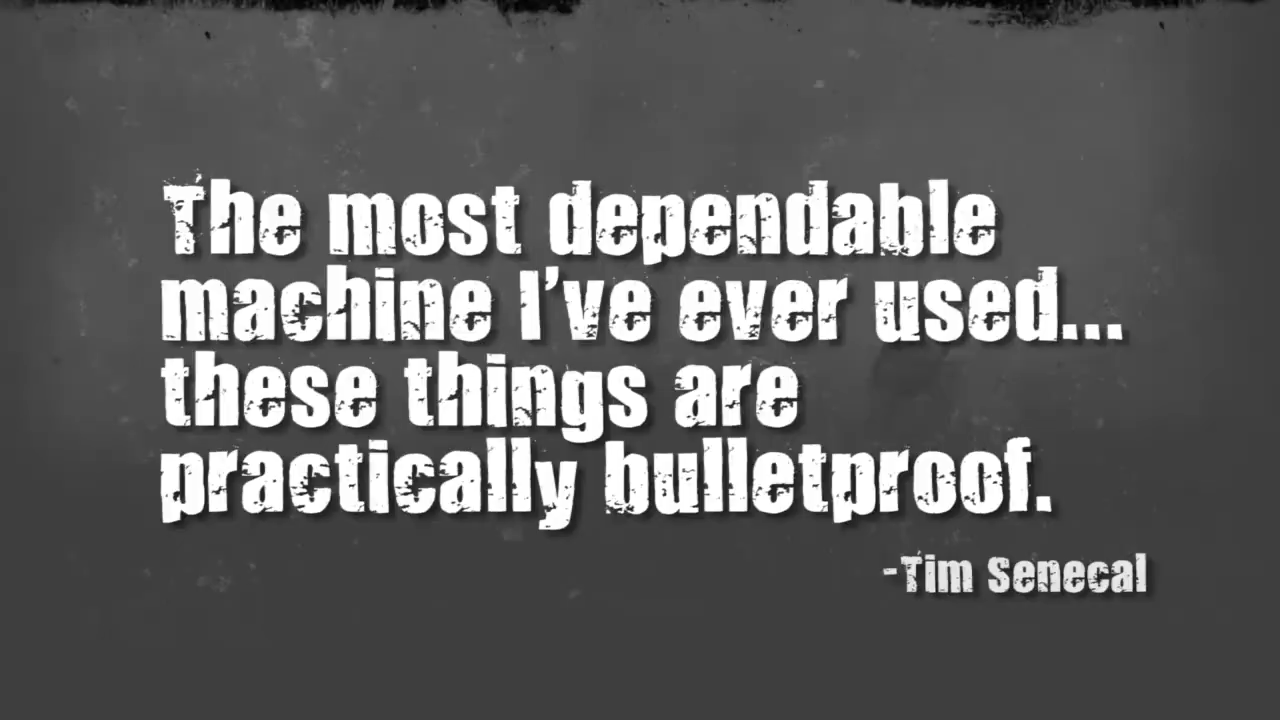 The most dependable
machine I've ever used...
these things are
practically bulletproof.
-Tim Senecal